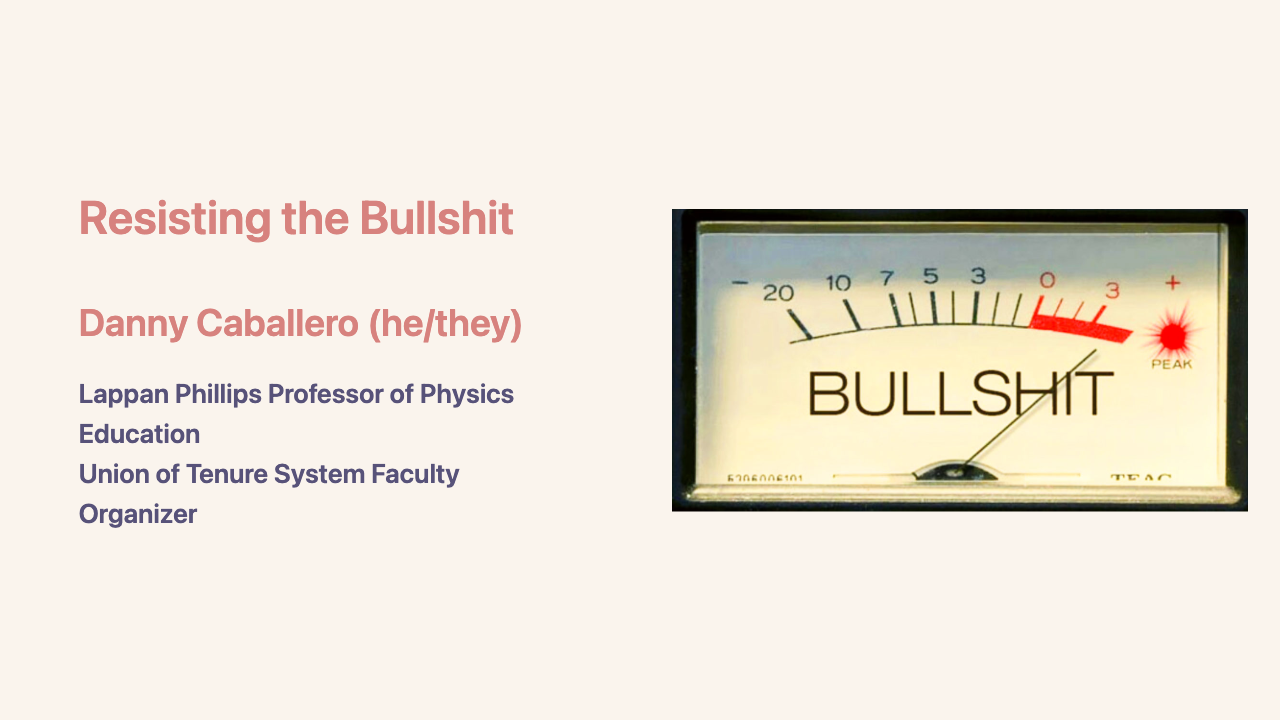 Resisting the Bullshit
Danny Caballero (he/they)
Lappan Phillips Professor of Physics
Education
Union of Tenure System Faculty
Organizer
− 20 10 7 5 3 0 3 +
PEAK
BULLSHIT
TEAC